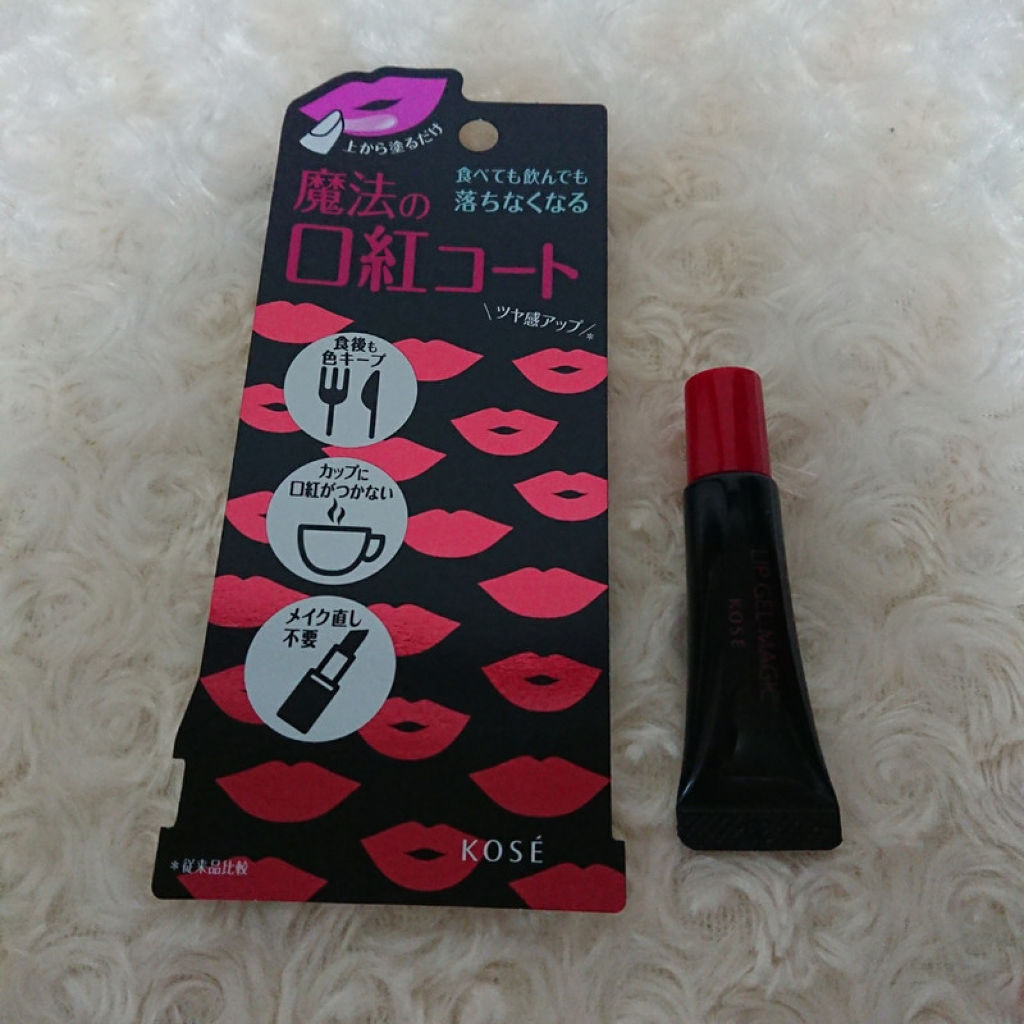 上から塗るだけ
食べても飲んでも
落ちなくなる
魔法の
口紅コート
\ツヤ感アップ/*
食後も
色キープ
カップに
口紅がつかない
メイク直し
不要
KOSÉ
*従来品比較
LIP GEL MAGIC
KOSÉ